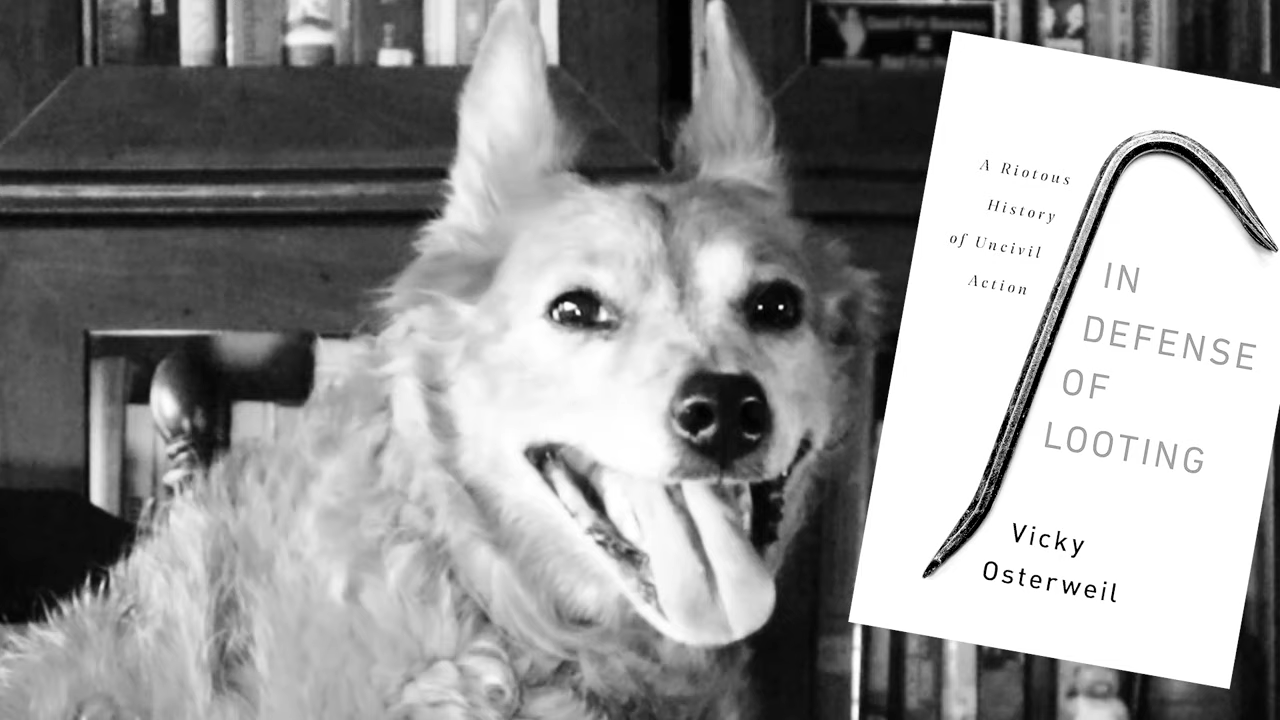 A Riotous
History
of Uncivil
Action
IN
DEFENSE
OF
LOOTING
Vicky
Osterweil